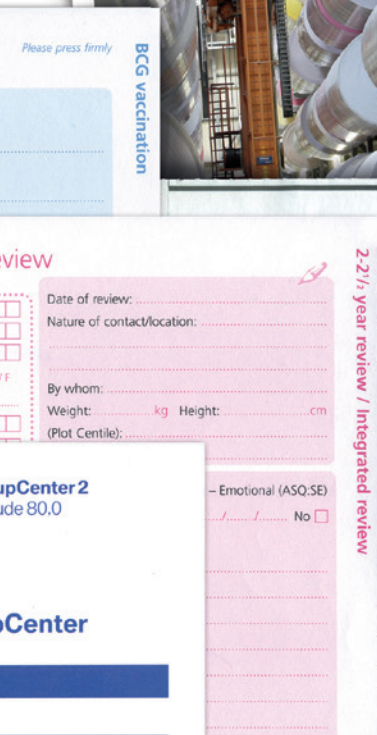 Please press firmly
BCG vaccination
view
2-2½ year review / Integrated review
Date of review:
Nature of contact/location:
/ F
By whom:
Weight: kg Height: cm
(Plot Centile):
– Emotional (ASQ:SE)
/ / No
upCenter 2
ude 80.0
pCenter